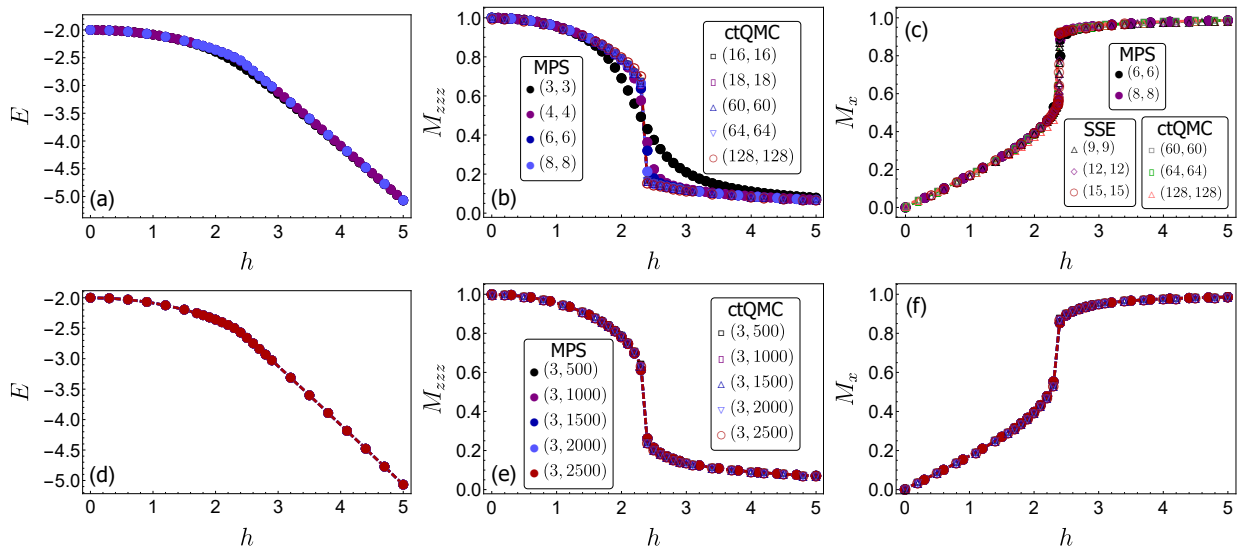 −2.0
−2.5
−3.0
−3.5
−4.0
−4.5
−5.0
E
(a)
0 1 2 3 4 5
h
1.0
0.8
0.6
0.4
0.2
0.0
M_zzz
MPS
(3, 3)
(4, 4)
(6, 6)
(8, 8)
ctQMC
(16, 16)
(18, 18)
(60, 60)
(64, 64)
(128, 128)
(b)
0 1 2 3 4 5
h
1.0
0.8
0.6
0.4
0.2
0.0
M_x
(c)
MPS
(6, 6)
(8, 8)
SSE
(9, 9)
(12, 12)
(15, 15)
ctQMC
(60, 60)
(64, 64)
(128, 128)
0 1 2 3 4 5
h
−2.0
−2.5
−3.0
−3.5
−4.0
−4.5
−5.0
E
(d)
0 1 2 3 4 5
h
1.0
0.8
0.6
0.4
0.2
0.0
M_zzz
MPS
(3, 500)
(3, 1000)
(3, 1500)
(3, 2000)
(3, 2500)
ctQMC
(3, 500)
(3, 1000)
(3, 1500)
(3, 2000)
(3, 2500)
(e)
0 1 2 3 4 5
h
1.0
0.8
0.6
0.4
0.2
0.0
M_x
(f)
0 1 2 3 4 5
h